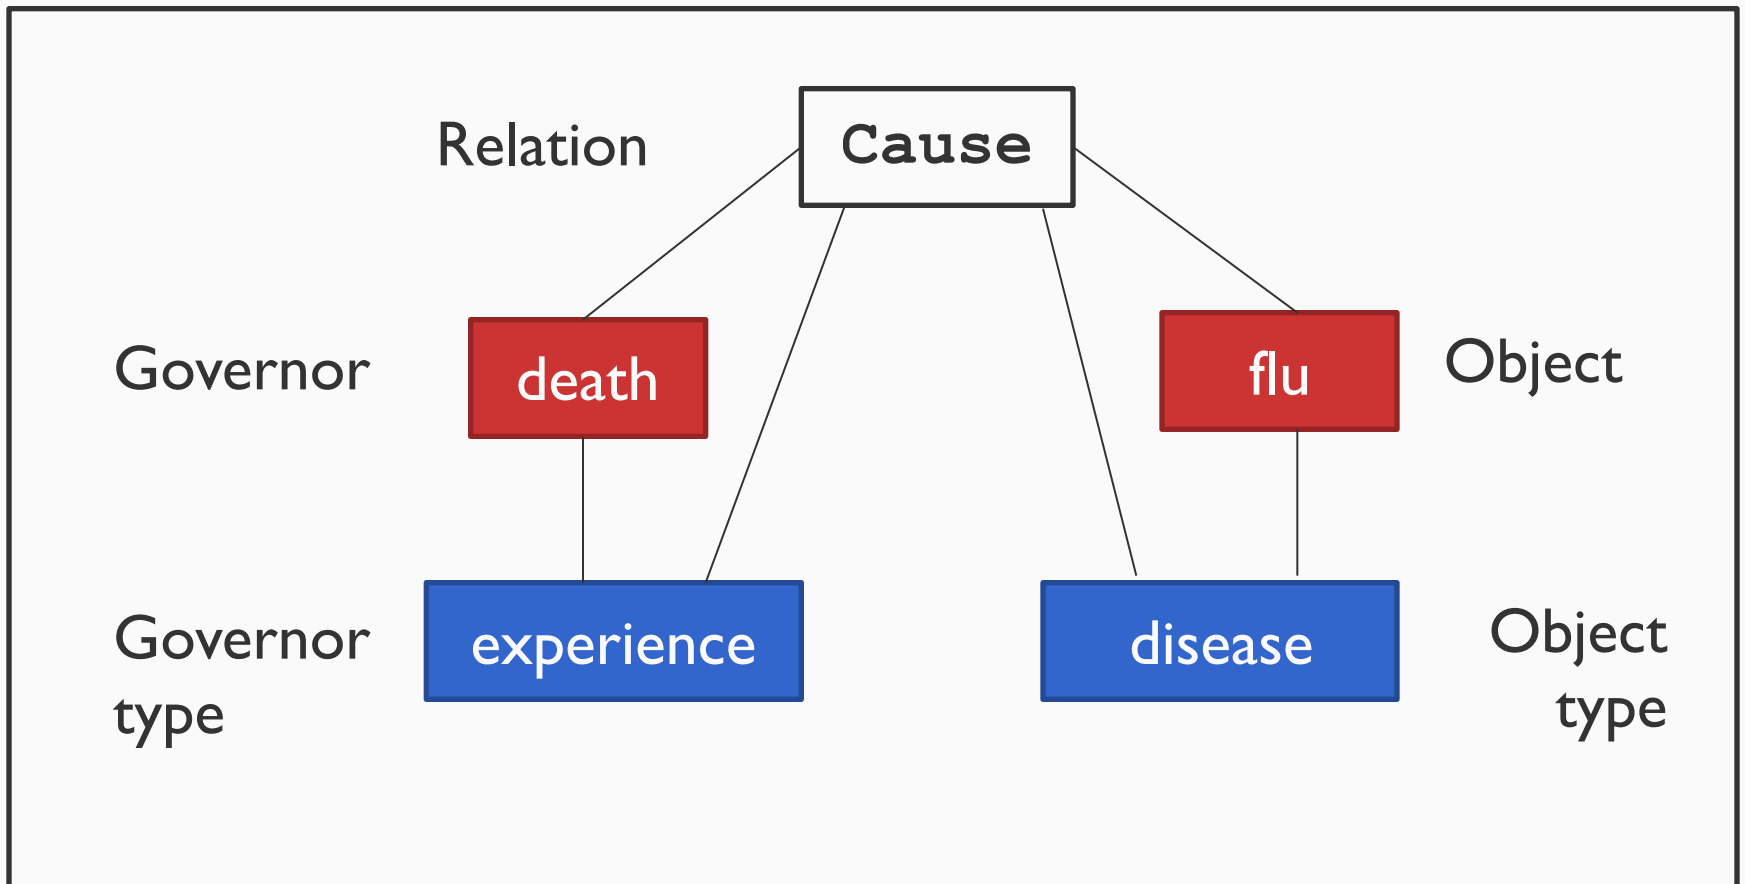 Relation
Cause
Governor
death
flu
Object
Governor
type
experience
disease
Object
type